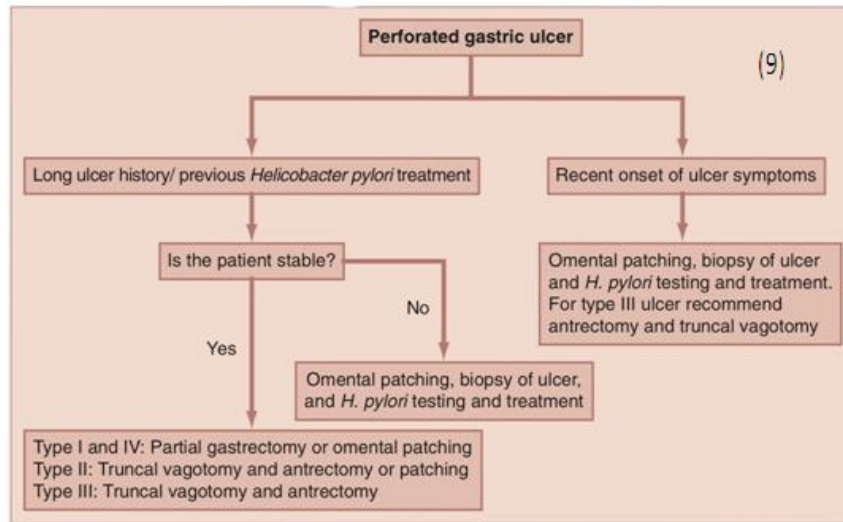 Perforated gastric ulcer
(9)
Long ulcer history/ previous Helicobacter pylori treatment
Recent onset of ulcer symptoms
Is the patient stable?
Omental patching, biopsy of ulcer
and H. pylori testing and treatment.
For type III ulcer recommend
antrectomy and truncal vagotomy
No
Yes
Omental patching, biopsy of ulcer,
and H. pylori testing and treatment
Type I and IV: Partial gastrectomy or omental patching
Type II: Truncal vagotomy and antrectomy or patching
Type III: Truncal vagotomy and antrectomy